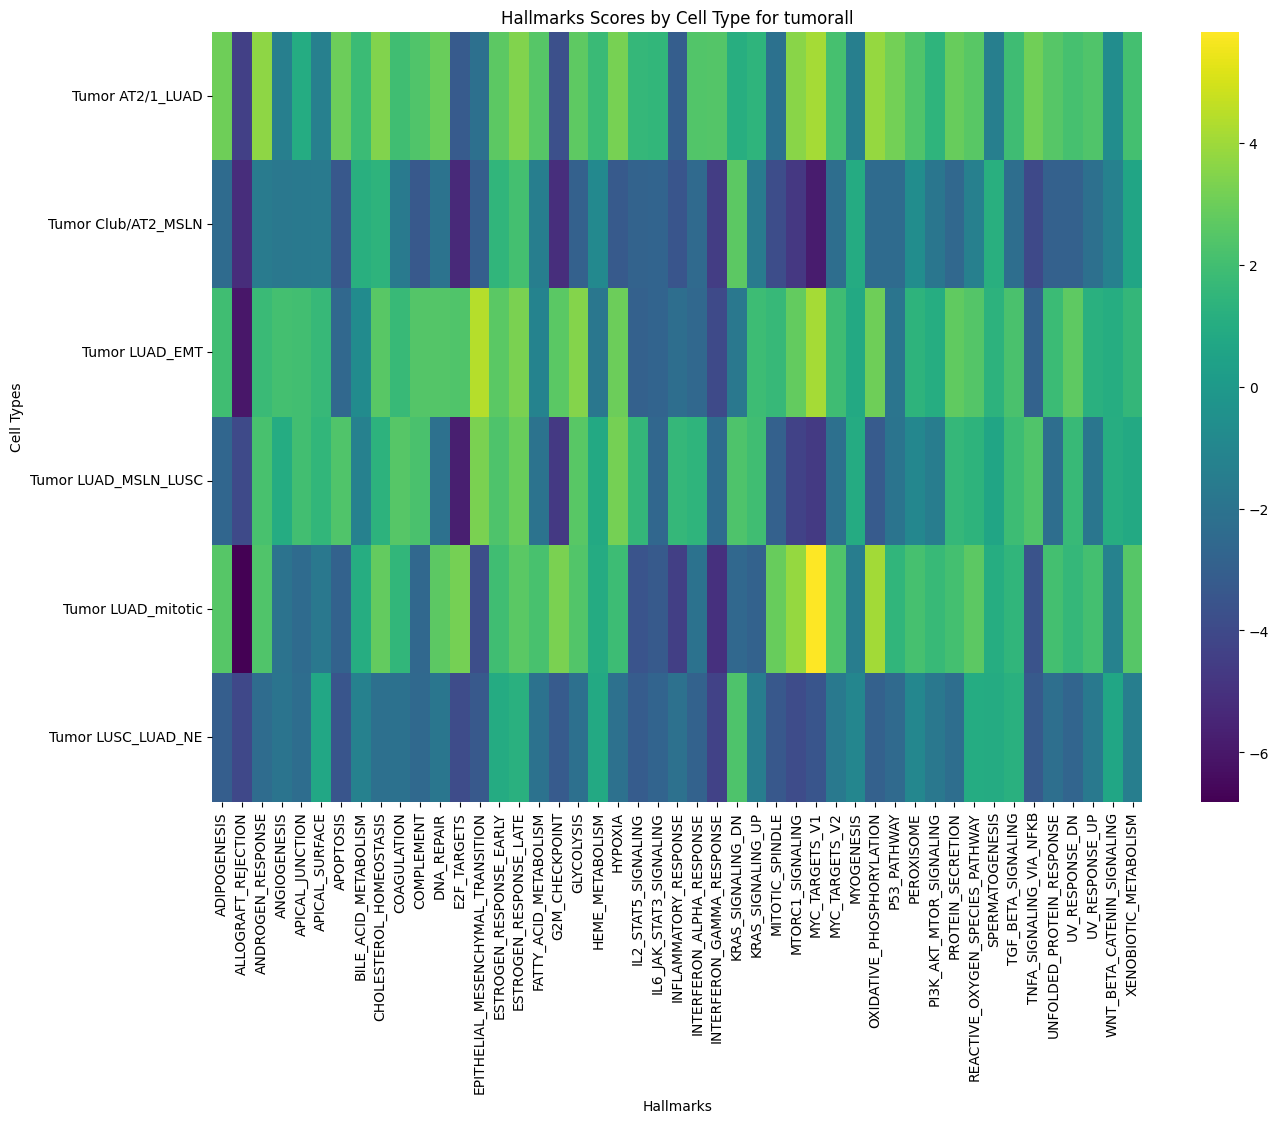 Hallmarks Scores by Cell Type for tumorall
Cell Types
Tumor AT2/1_LUAD
Tumor Club/AT2_MSLN
Tumor LUAD_EMT
Tumor LUAD_MSLN_LUSC
Tumor LUAD_mitotic
Tumor LUSC_LUAD_NE
4
2
0
−2
−4
−6
ADIPOGENESIS
ALLOGRAFT_REJECTION
ANDROGEN_RESPONSE
ANGIOGENESIS
APICAL_JUNCTION
APICAL_SURFACE
APOPTOSIS
BILE_ACID_METABOLISM
CHOLESTEROL_HOMEOSTASIS
COAGULATION
COMPLEMENT
DNA_REPAIR
E2F_TARGETS
EPITHELIAL_MESENCHYMAL_TRANSITION
ESTROGEN_RESPONSE_EARLY
ESTROGEN_RESPONSE_LATE
FATTY_ACID_METABOLISM
G2M_CHECKPOINT
GLYCOLYSIS
HEME_METABOLISM
HYPOXIA
IL2_STAT5_SIGNALING
IL6_JAK_STAT3_SIGNALING
INFLAMMATORY_RESPONSE
INTERFERON_ALPHA_RESPONSE
INTERFERON_GAMMA_RESPONSE
KRAS_SIGNALING_DN
KRAS_SIGNALING_UP
MITOTIC_SPINDLE
MTORC1_SIGNALING
MYC_TARGETS_V1
MYC_TARGETS_V2
MYOGENESIS
OXIDATIVE_PHOSPHORYLATION
P53_PATHWAY
PEROXISOME
PI3K_AKT_MTOR_SIGNALING
PROTEIN_SECRETION
REACTIVE_OXYGEN_SPECIES_PATHWAY
SPERMATOGENESIS
TGF_BETA_SIGNALING
TNFA_SIGNALING_VIA_NFKB
UNFOLDED_PROTEIN_RESPONSE
UV_RESPONSE_DN
UV_RESPONSE_UP
WNT_BETA_CATENIN_SIGNALING
XENOBIOTIC_METABOLISM
Hallmarks